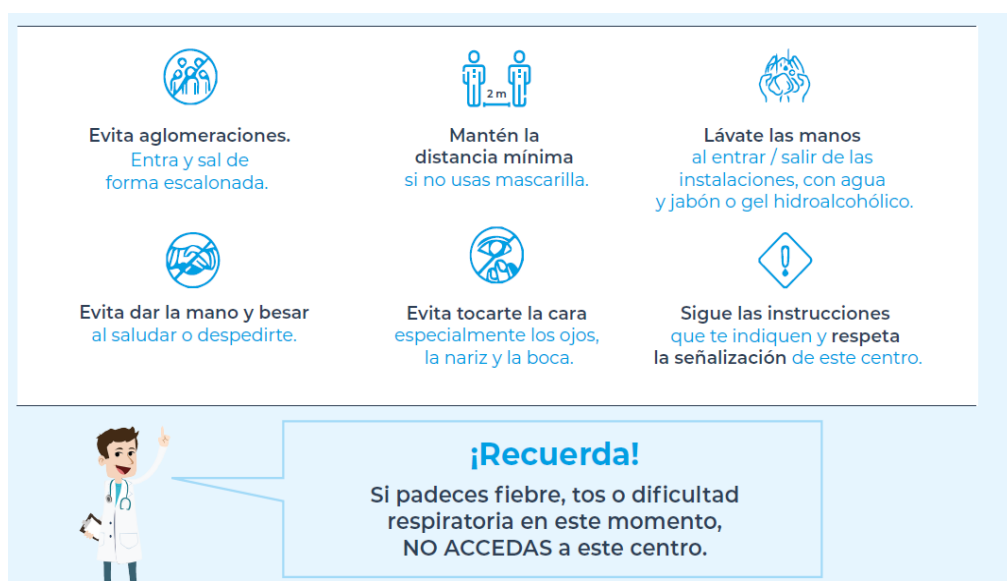 Evita aglomeraciones.
Entra y sal de
forma escalonada.
2 m
Mantén la
distancia mínima
si no usas mascarilla.
Lávate las manos
al entrar / salir de las
instalaciones, con agua
y jabón o gel hidroalcohólico.
Evita dar la mano y besar
al saludar o despedirte.
Evita tocarte la cara
especialmente los ojos,
la nariz y la boca.
Sigue las instrucciones
que te indiquen y respeta
la señalización de este centro.
¡Recuerda!
Si padeces fiebre, tos o dificultad
respiratoria en este momento,
NO ACCEDAS a este centro.